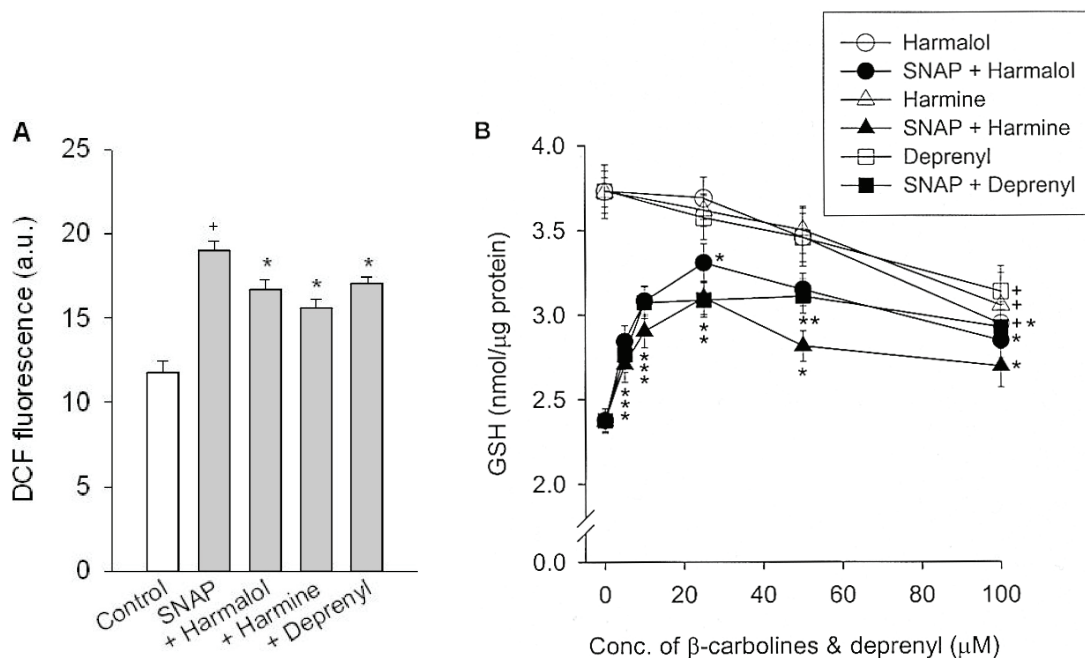 A
DCF fluorescence (a.u.)
25
20
15
10
5
0
+
*
*
*
Control
SNAP
+ Harmalol
+ Harmine
+ Deprenyl
B
Harmalol
SNAP + Harmalol
Harmine
SNAP + Harmine
Deprenyl
SNAP + Deprenyl
GSH (nmol/μg protein)
4.0
3.5
3.0
2.5
2.0
0.0
***
***
*
**
**
*
+
+
+ *
*
*
0 20 40 60 80 100
Conc. of β-carbolines & deprenyl (μM)